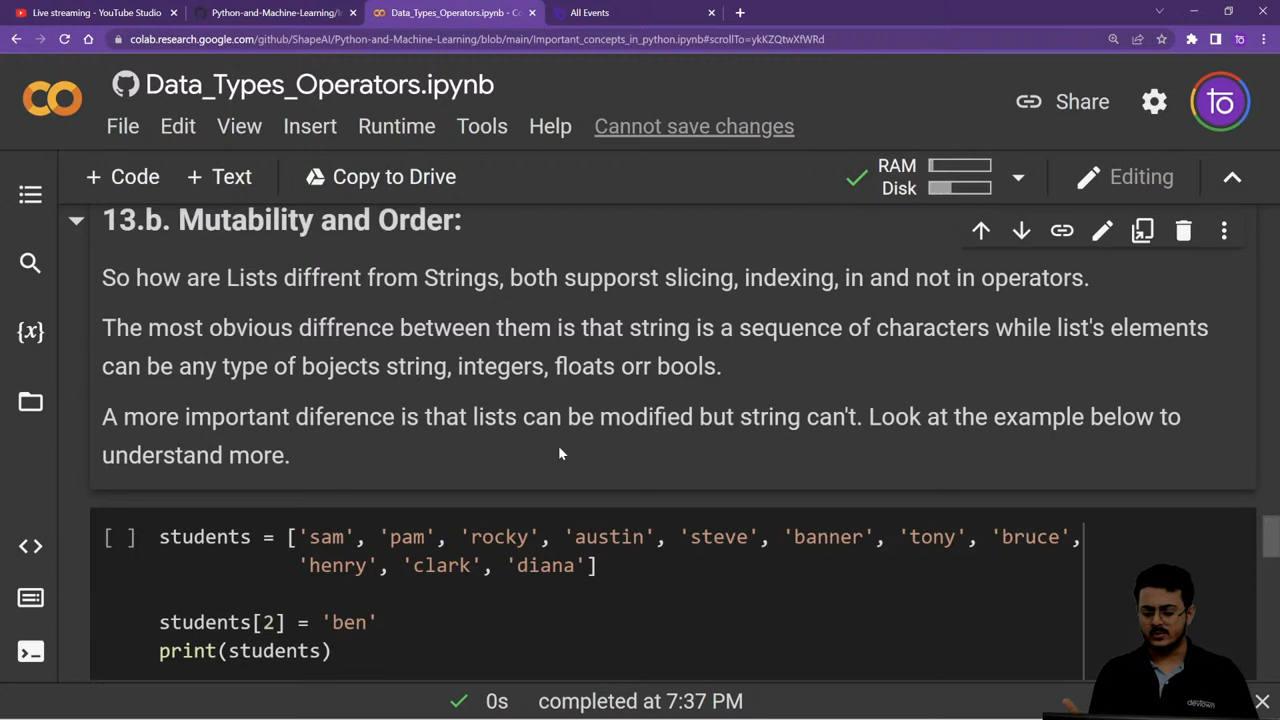 Live streaming - YouTube Studio
Python-and-Machine-Learning/I
Data_Types_Operators.ipynb - Co
All Events
colab.research.google.com/github/ShapeAI/Python-and-Machine-Learning/blob/main/Important_concepts_in_python.ipynb#scrollTo=ykKZQtwXfWRd
Data_Types_Operators.ipynb
Share
File Edit View Insert Runtime Tools Help Cannot save changes
+ Code + Text Copy to Drive
RAM
Disk
Editing
13.b. Mutability and Order:
So how are Lists diffrent from Strings, both supporst slicing, indexing, in and not in operators.
The most obvious diffrence between them is that string is a sequence of characters while list's elements
can be any type of bojects string, integers, floats orr bools.
A more important diference is that lists can be modified but string can't. Look at the example below to
understand more.
[ ] students = ['sam', 'pam', 'rocky', 'austin', 'steve', 'banner', 'tony', 'bruce',
'henry', 'clark', 'diana']
students[2] = 'ben'
print(students)
0s completed at 7:37 PM
devtown